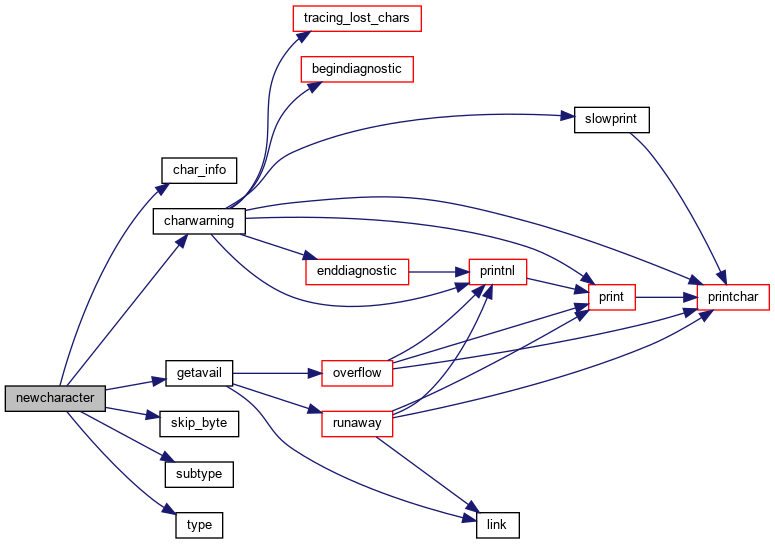 tracing_lost_chars
begindiagnostic
slowprint
char_info
charwarning
enddiagnostic
printnl
print
printchar
getavail
overflow
newcharacter
skip_byte
runaway
subtype
type
link